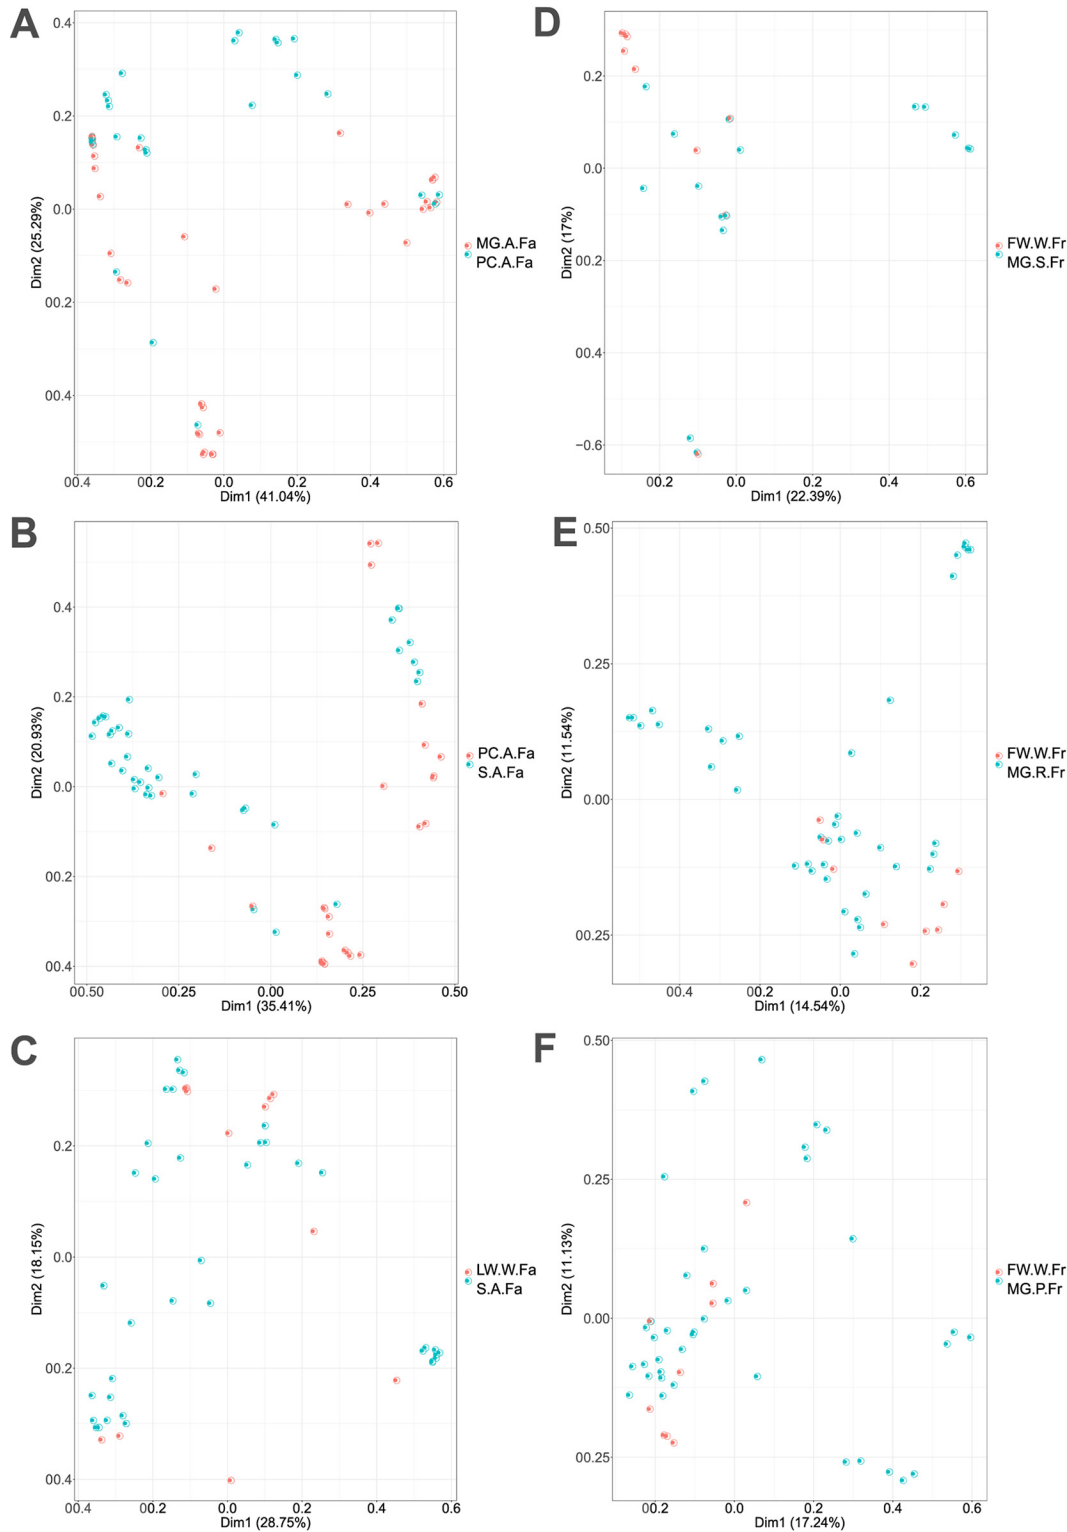 A
0.4
0.2
0.0
00.2
00.4
Dim2 (25.29%)
00.4 00.2 0.0 0.2 0.4 0.6
Dim1 (41.04%)
MG.A.Fa
PC.A.Fa
B
0.4
0.2
0.0
00.2
00.4
Dim2 (20.93%)
00.50 00.25 0.00 0.25 0.50
Dim1 (35.41%)
PC.A.Fa
S.A.Fa
C
0.2
0.0
00.2
00.4
Dim2 (18.15%)
00.4 00.2 0.0 0.2 0.4 0.6
Dim1 (28.75%)
LW.W.Fa
S.A.Fa
D
0.2
0.0
00.2
00.4
−0.6
Dim2 (17%)
00.2 0.0 0.2 0.4 0.6
Dim1 (22.39%)
FW.W.Fr
MG.S.Fr
E
0.50
0.25
0.00
00.25
Dim2 (11.54%)
00.4 00.2 0.0 0.2
Dim1 (14.54%)
FW.W.Fr
MG.R.Fr
F
0.50
0.25
0.00
00.25
Dim2 (11.13%)
00.2 0.0 0.2 0.4 0.6
Dim1 (17.24%)
FW.W.Fr
MG.P.Fr